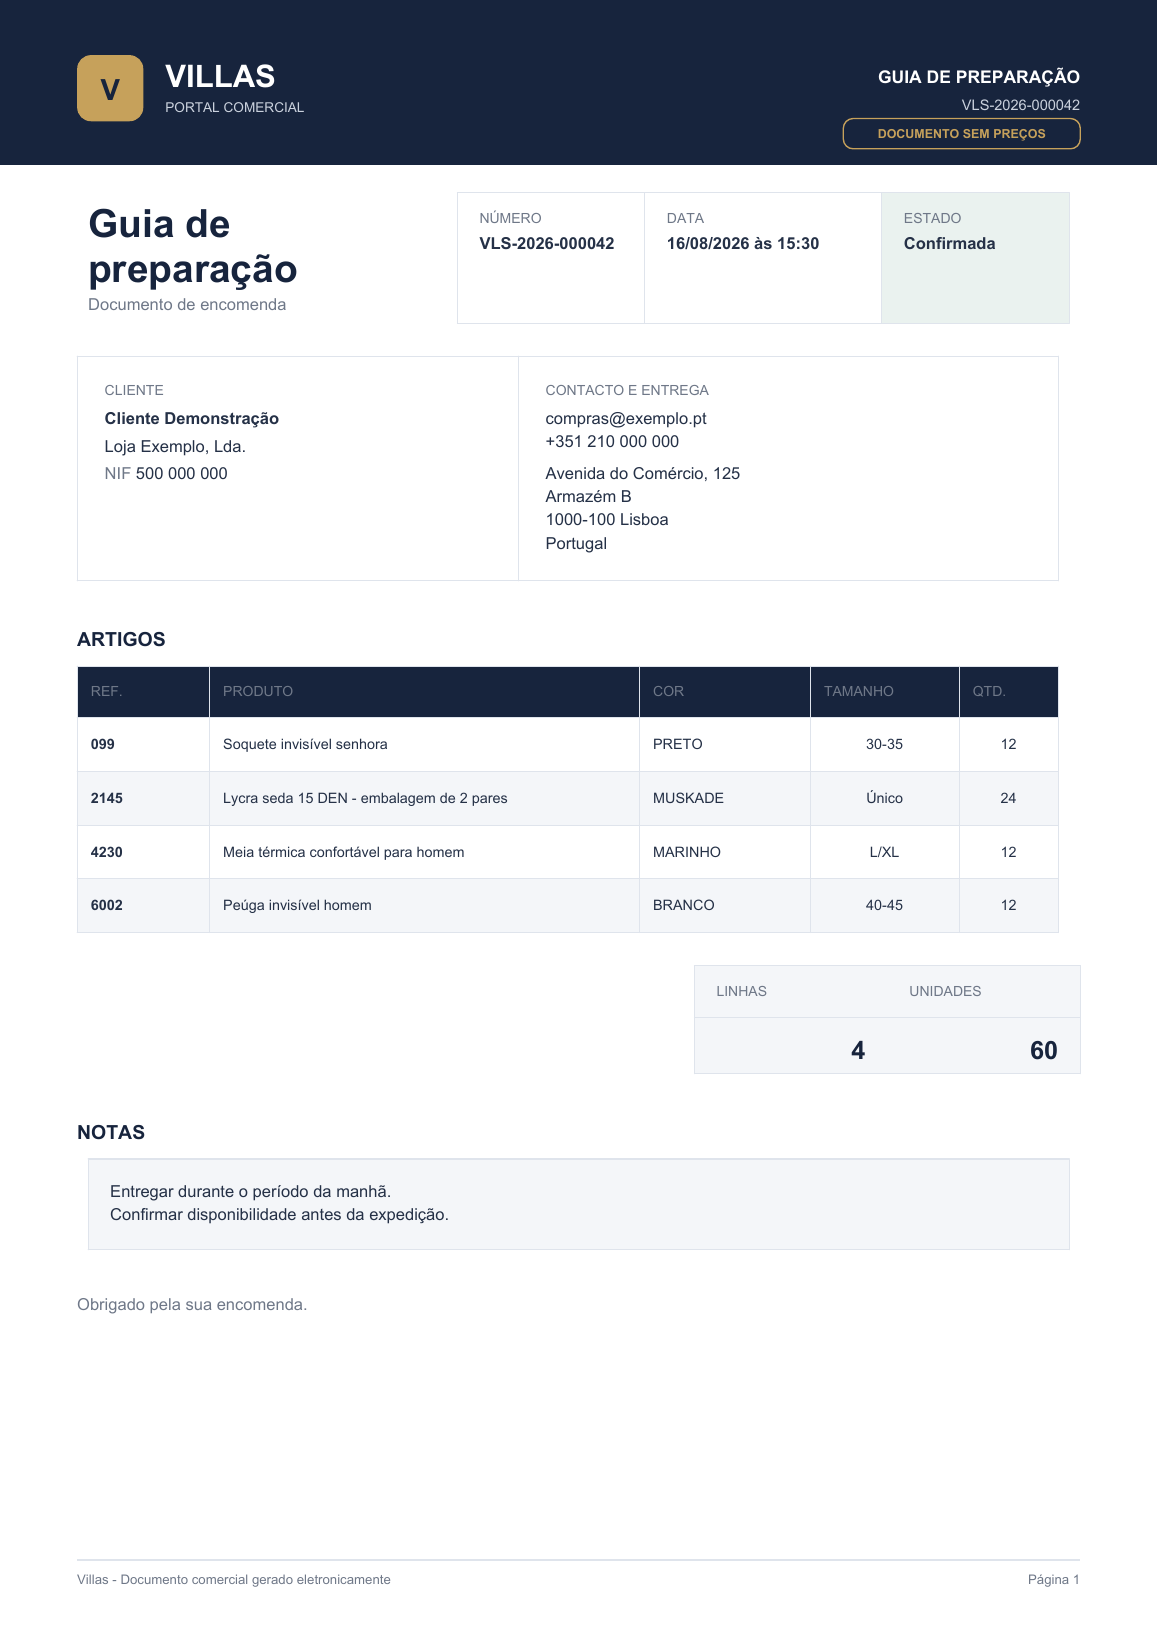 V
VILLAS
PORTAL COMERCIAL
GUIA DE PREPARAÇÃO
VLS-2026-000042
DOCUMENTO SEM PREÇOS
Guia de
preparação
Documento de encomenda
NÚMERO DATA ESTADO
VLS-2026-000042 16/08/2026 às 15:30 Confirmada
CLIENTE
Cliente Demonstração
Loja Exemplo, Lda.
NIF 500 000 000
CONTACTO E ENTREGA
compras@exemplo.pt
+351 210 000 000
Avenida do Comércio, 125
Armazém B
1000-100 Lisboa
Portugal
ARTIGOS
REF. PRODUTO COR TAMANHO QTD.
099 Soquete invisível senhora PRETO 30-35 12
2145 Lycra seda 15 DEN - embalagem de 2 pares MUSKADE Único 24
4230 Meia térmica confortável para homem MARINHO L/XL 12
6002 Peúga invisível homem BRANCO 40-45 12
LINHAS UNIDADES
4 60
NOTAS
Entregar durante o período da manhã.
Confirmar disponibilidade antes da expedição.
Obrigado pela sua encomenda.
Villas - Documento comercial gerado eletronicamente Página 1